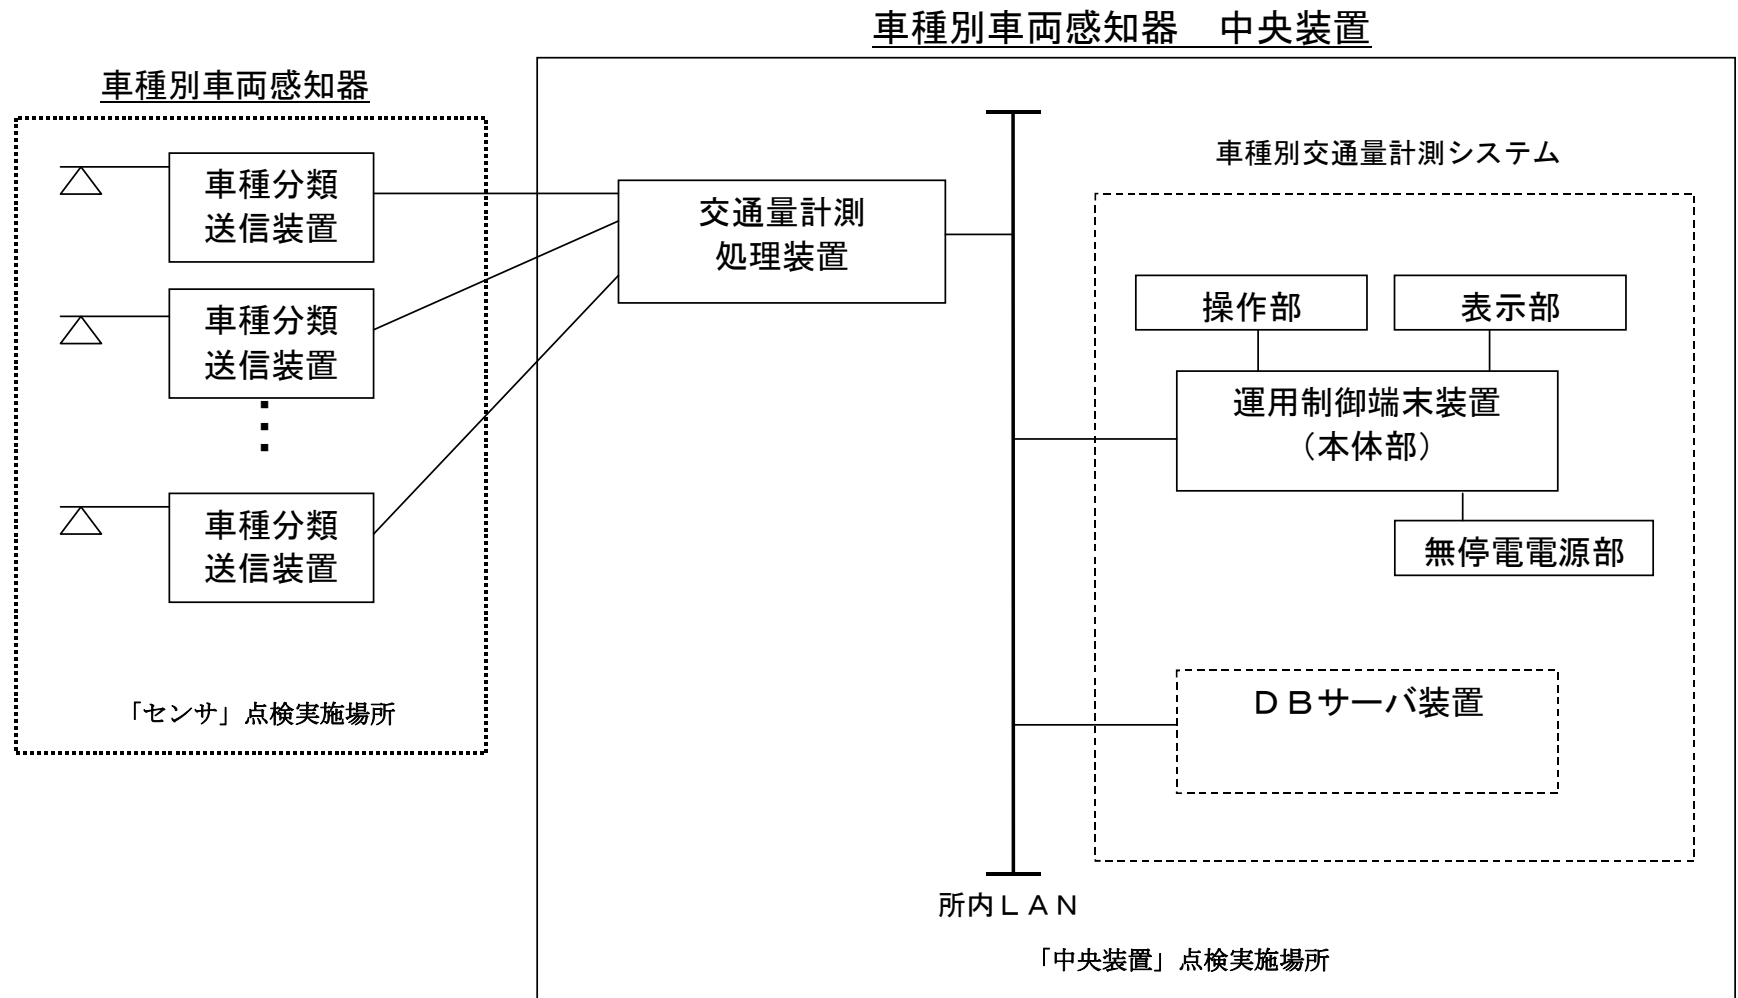 車種別車両感知器　中央装置
車種別車両感知器
車種分類
送信装置
車種分類
送信装置
車種分類
送信装置
「センサ」点検実施場所
交通量計測
処理装置
車種別交通量計測システム
操作部
表示部
運用制御端末装置
（本体部）
無停電電源部
ＤＢサーバ装置
所内ＬＡＮ
「中央装置」点検実施場所